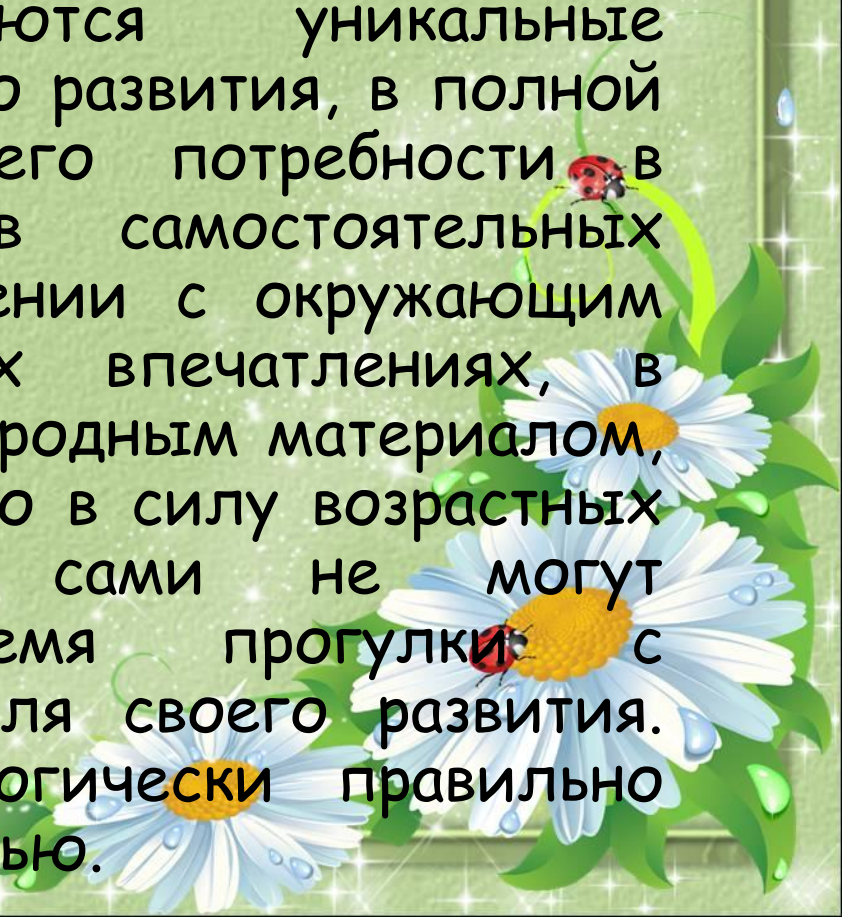 ются уникальные
о развития, в полной
его потребности в
в самостоятельных
ении с окружающим
х впечатлениях, в
родным материалом,
о в силу возрастных
сами не могут
емя прогулки с
ля своего развития.
огически правильно
ью.